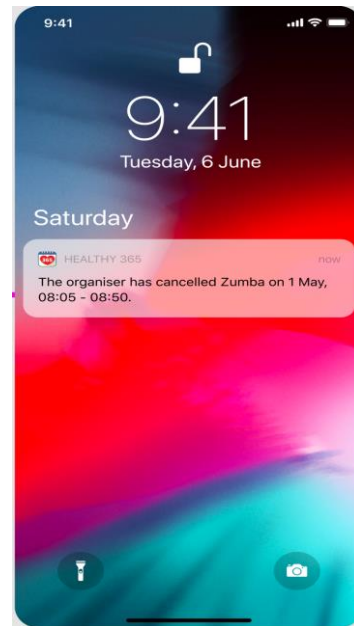 9:41
9:41
Tuesday, 6 June
Saturday
365 HEALTHY 365 now
The organiser has cancelled Zumba on 1 May,
08:05 - 08:50.